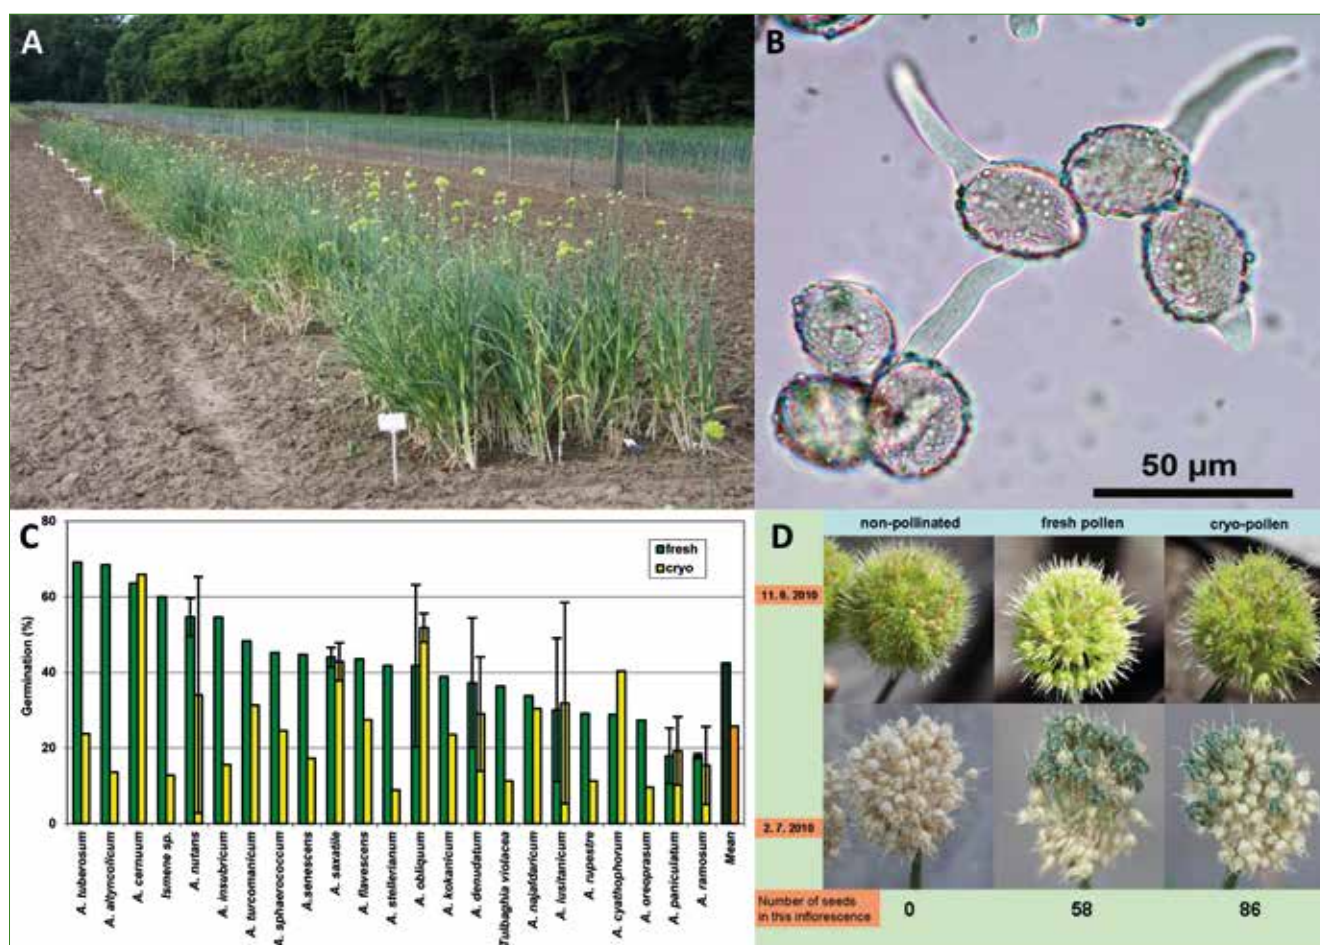 A
B
50 µm
C
80
60
40
20
0
Germination (%)
fresh
cryo
A. tuberosum
A. altyncolicum
A. cernuum
Ismene sp.
A. nutans
A. insubricum
A. turcomanicum
A. sphaerococcum
A.senescens
A. saxatile
A. flavescens
A. stellerianum
A. obliquum
A. kokanicum
A. denudatum
Tulbaghia violacea
A. najafdaricum
A. lusitanicum
A. rupestre
A. cyathophorum
A. oreoprasum
A. paniculatum
A. ramosum
Mean
D
non-pollinated
fresh pollen
cryo-pollen
11. 6. 2010
2. 7. 2010
Number of seeds
in this inflorescence
0
58
86